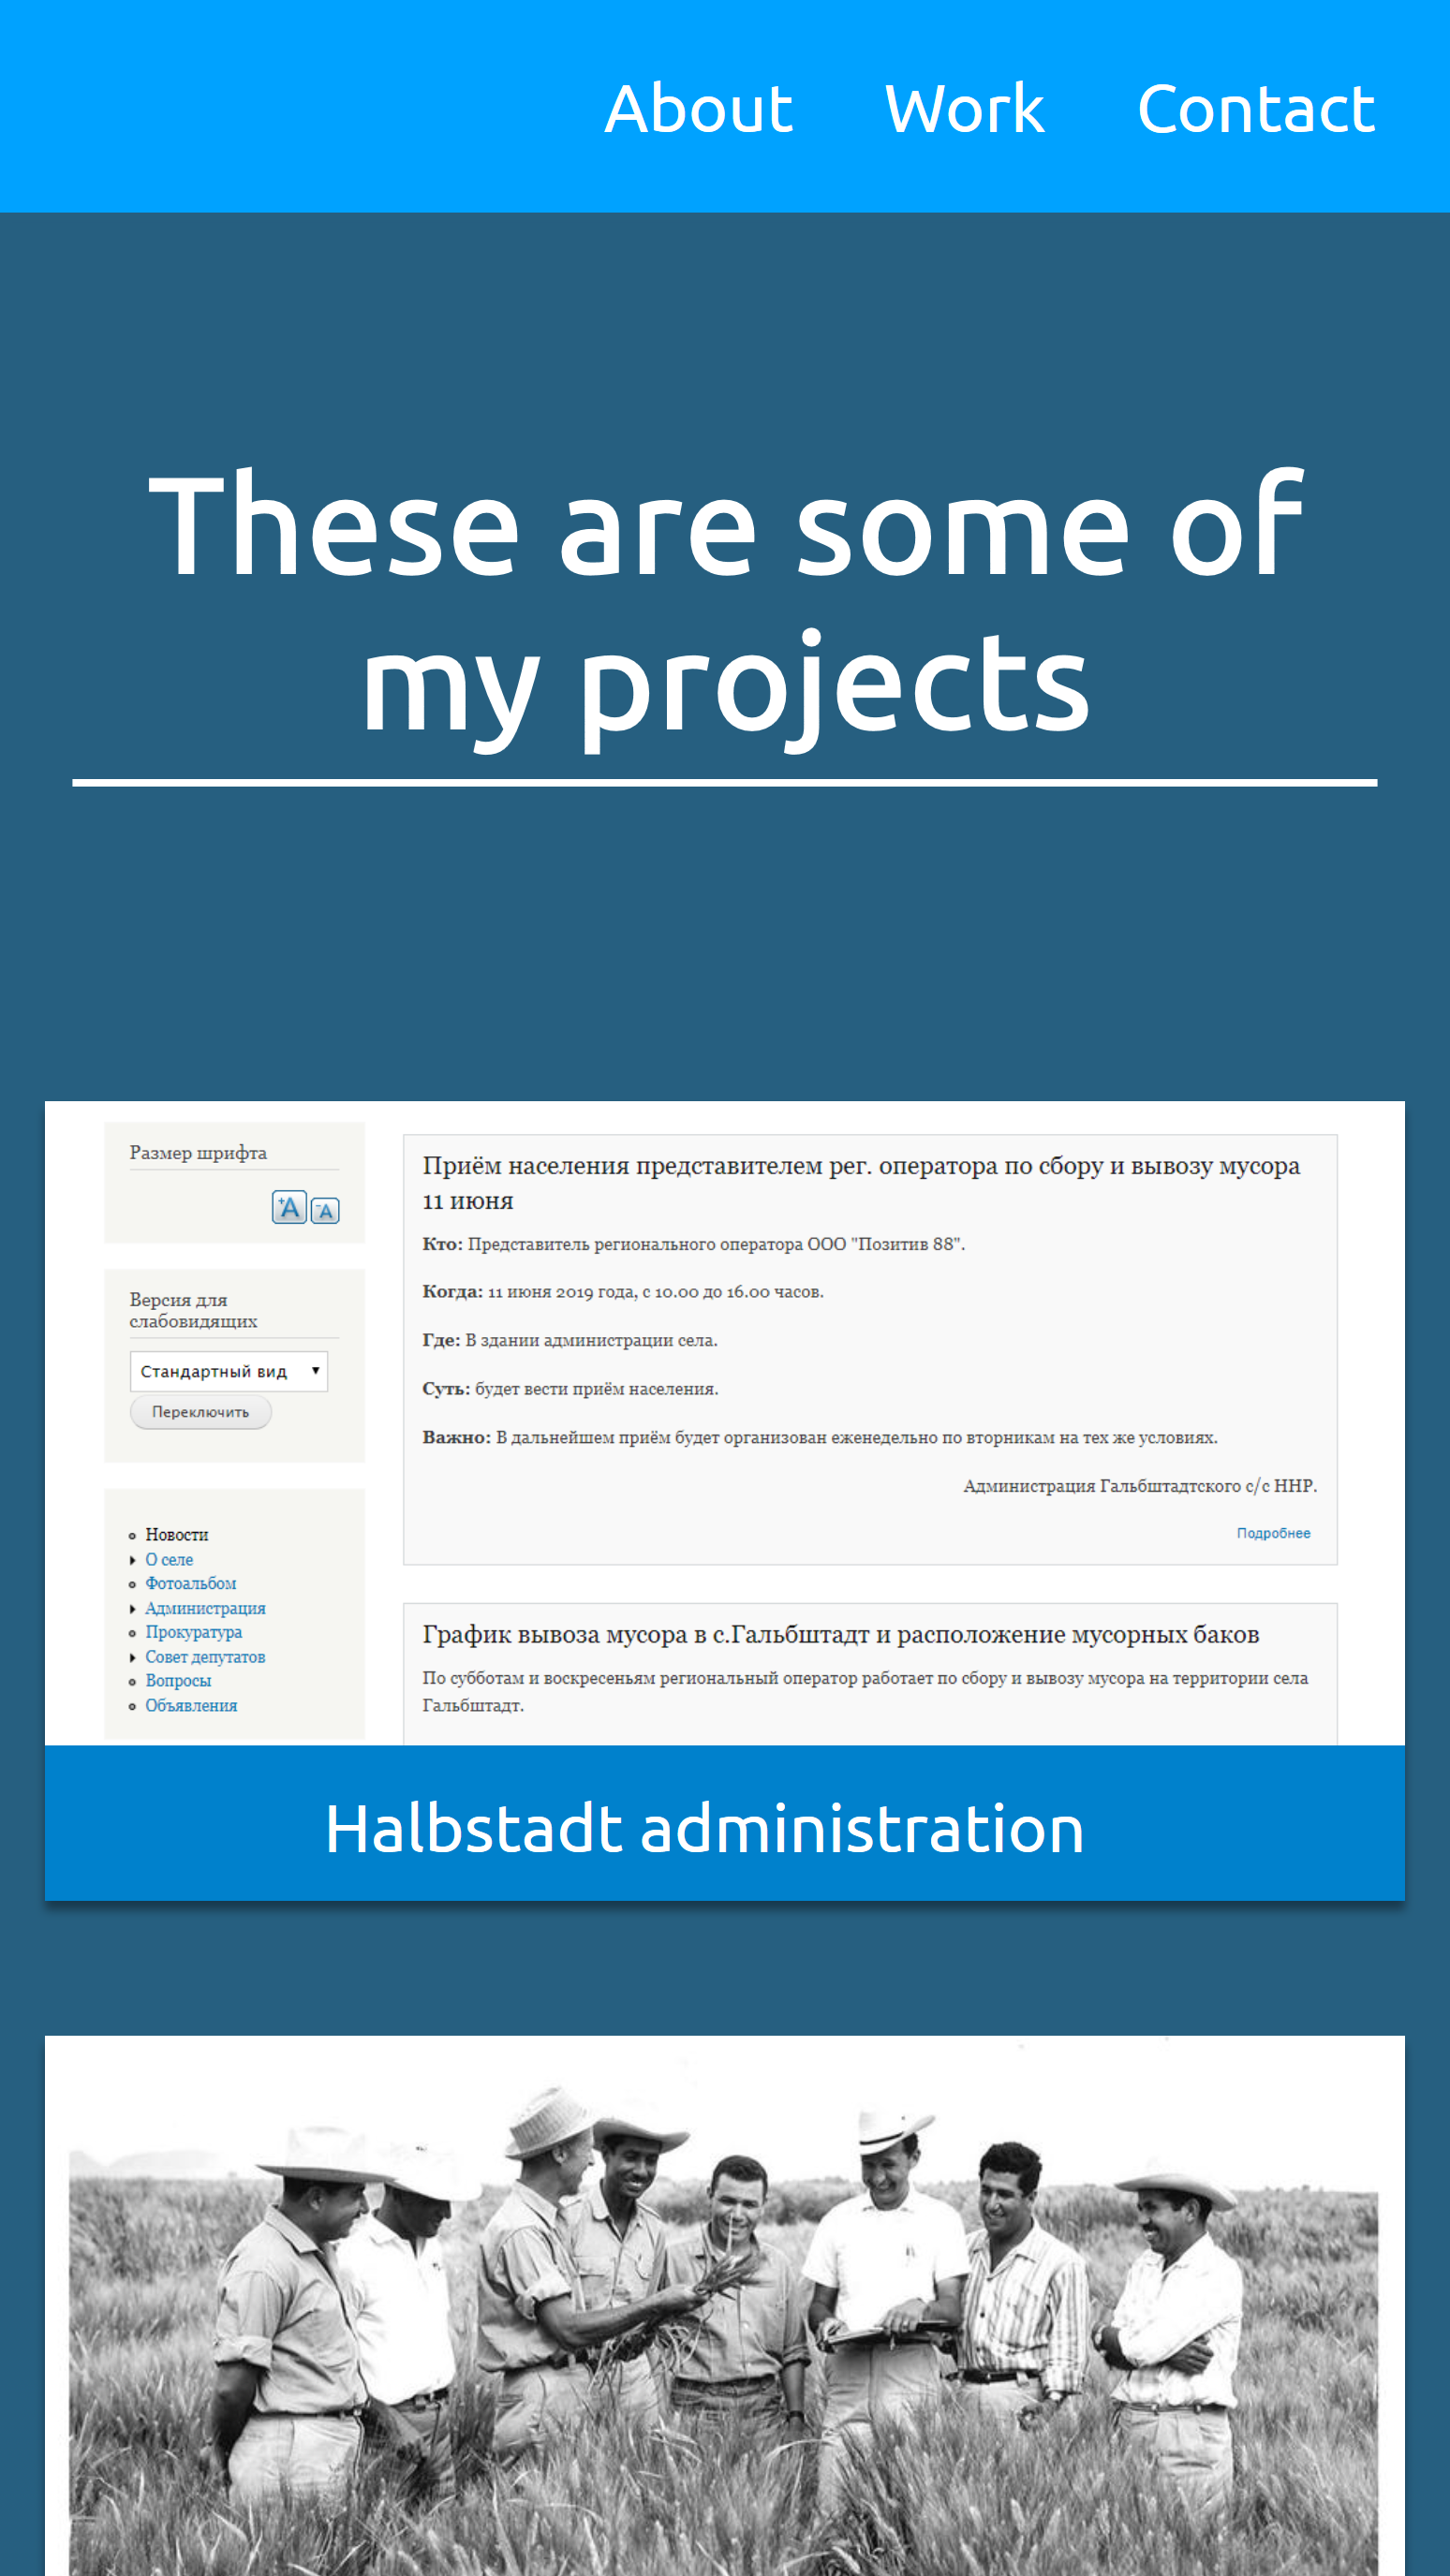 About Work Contact
These are some of
my projects
Размер шрифта
+A -A
Версия для
слабовидящих
Стандартный вид
Переключить
Новости
О селе
Фотоальбом
Администрация
Прокуратура
Совет депутатов
Вопросы
Объявления
Приём населения представителем рег. оператора по сбору и вывозу мусора
11 июня
Кто: Представитель регионального оператора ООО "Позитив 88".
Когда: 11 июня 2019 года, с 10.00 до 16.00 часов.
Где: В здании администрации села.
Суть: будет вести приём населения.
Важно: В дальнейшем приём будет организован еженедельно по вторникам на тех же условиях.
Администрация Гальбштадтского с/с ННР.
Подробнее
График вывоза мусора в с.Гальбштадт и расположение мусорных баков
По субботам и воскресеньям региональный оператор работает по сбору и вывозу мусора на территории села
Гальбштадт.
Halbstadt administration